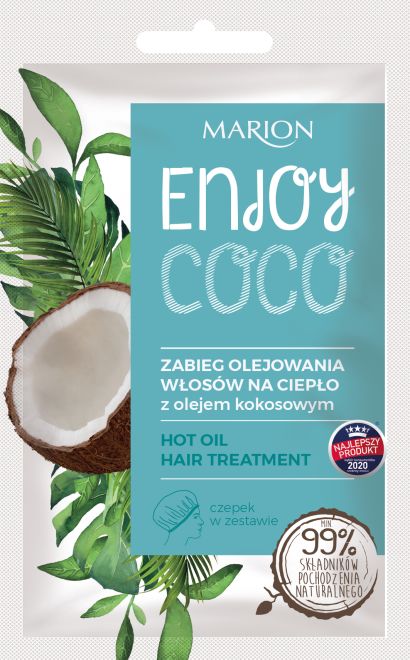 MARION
ENJOY
COCO
ZABIEG OLEJOWANIA
WŁOSÓW NA CIEPŁO
z olejem kokosowym
HOT OIL
HAIR TREATMENT
NAJLEPSZY
PRODUKT
2020
czepek
w zestawie
MIN
99%
SKŁADNIKÓW
POCHODZENIA
NATURALNEGO